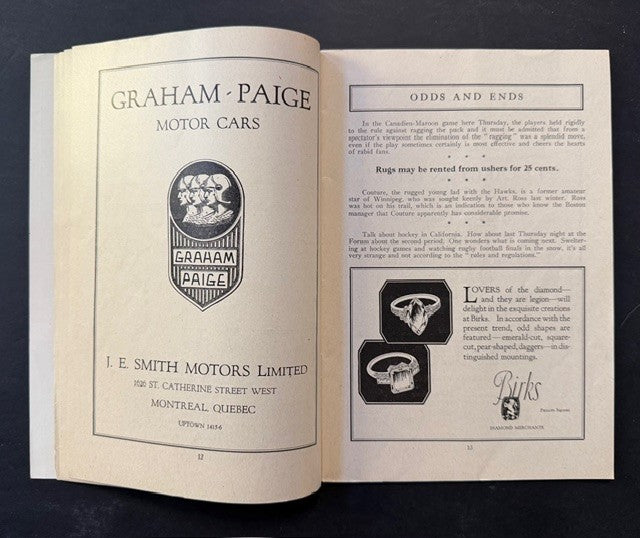 GRAHAM-PAIGE
MOTOR CARS
GRAHAM
PAIGE
J. E. SMITH MOTORS LIMITED
1026 ST. CATHERINE STREET WEST
MONTREAL, QUEBEC
UPTOWN 1415-6
12
ODDS AND ENDS
In the Canadien-Maroon game here Thursday, the players held rigidly
to the rule against ragging the puck and it must be admitted that from a
spectator's viewpoint the elimination of the "ragging" was a splendid move,
even if the play sometimes certainly is most effective and cheers the hearts
of rabid fans.
* * *
Rugs may be rented from ushers for 25 cents.
* * *
Couture, the rugged young lad with the Hawks, is a former amateur
star of Winnipeg, who was sought keenly by Art. Ross last winter. Ross
was hot on his trail, which is an indication to those who know the Boston
manager that Couture apparently has considerable promise.
* * *
Talk about hockey in California. How about last Thursday night at the
Forum about the second period. One wonders what is coming next. Swelter-
ing at hockey games and watching rugby football finals in the snow, it's all
very strange and not according to the "rules and regulations."
LOVERS of the diamond—
and they are legion—will
delight in the exquisite creations
at Birks. In accordance with the
present trend, odd shapes are
featured—emerald-cut, square-
cut, pear-shaped, daggers—in dis-
tinguished mountings.
Birks
Phillips Square
DIAMOND MERCHANTS
13